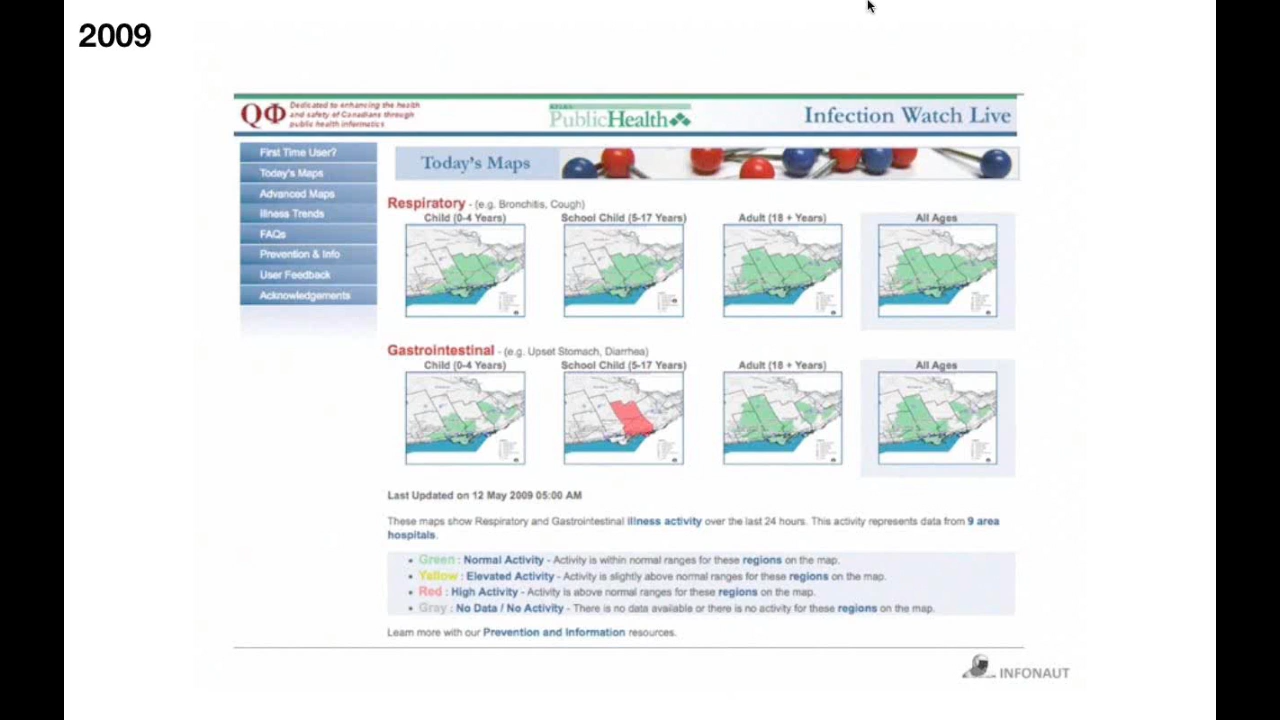 2009
QΦ
Dedicated to enhancing the health
and safety of Canadians through
public health informatics
KFL&A
PublicHealth
Infection Watch Live
First Time User?
Today's Maps
Advanced Maps
Illness Trends
FAQs
Prevention & Info
User Feedback
Acknowledgements
Today's Maps
Respiratory - (e.g. Bronchitis, Cough)
Child (0-4 Years)
School Child (5-17 Years)
Adult (18 + Years)
All Ages
Gastrointestinal - (e.g. Upset Stomach, Diarrhea)
Child (0-4 Years)
School Child (5-17 Years)
Adult (18 + Years)
All Ages
Last Updated on 12 May 2009 05:00 AM
These maps show Respiratory and Gastrointestinal illness activity over the last 24 hours. This activity represents data from 9 area
hospitals.
• Green : Normal Activity - Activity is within normal ranges for these regions on the map.
• Yellow : Elevated Activity - Activity is slightly above normal ranges for these regions on the map.
• Red : High Activity - Activity is above normal ranges for these regions on the map.
• Gray : No Data / No Activity - There is no data available or there is no activity for these regions on the map.
Learn more with our Prevention and Information resources.
INFONAUT